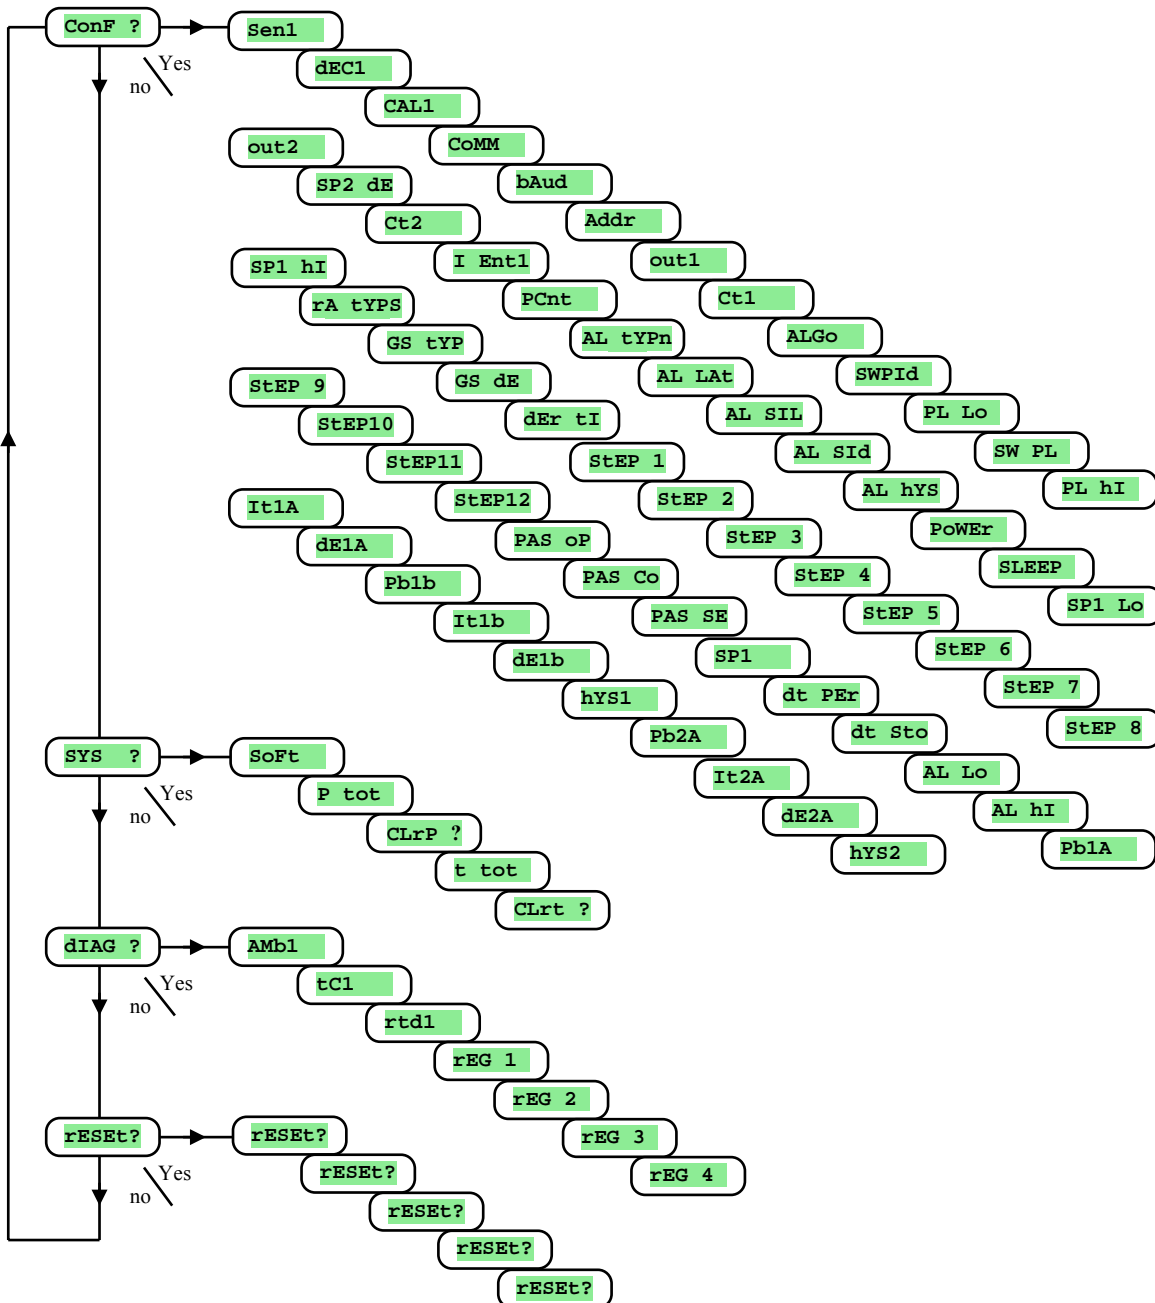 ConF ?
Yes
no
Sen1
dEC1
CAL1
CoMM
bAud
Addr
out1
Ct1
ALGo
SWPId
PL Lo
SW PL
PL hI
out2
SP2 dE
Ct2
I Ent1
PCnt
AL tYPn
AL LAt
AL SIL
AL SId
AL hYS
PoWEr
SLEEP
SP1 Lo
SP1 hI
rA tYPS
GS tYP
GS dE
dEr tI
StEP 1
StEP 2
StEP 3
StEP 4
StEP 5
StEP 6
StEP 7
StEP 8
StEP 9
StEP10
StEP11
StEP12
PAS oP
PAS Co
PAS SE
SP1
dt PEr
dt Sto
AL Lo
AL hI
Pb1A
It1A
dE1A
Pb1b
It1b
dE1b
hYS1
Pb2A
It2A
dE2A
hYS2
SYS ?
Yes
no
SoFt
P tot
CLrP ?
t tot
CLrt ?
dIAG ?
Yes
no
AMb1
tC1
rtd1
rEG 1
rEG 2
rEG 3
rEG 4
rESEt?
Yes
no
rESEt?
rESEt?
rESEt?
rESEt?
rESEt?